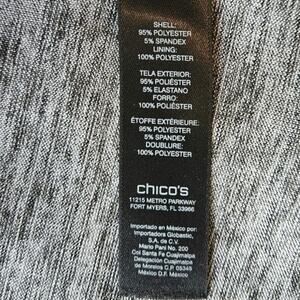 SHELL:
95% POLYESTER
5% SPANDEX
LINING:
100% POLYESTER
TELA EXTERIOR:
95% POLIÉSTER
5% ELASTANO
FORRO:
100% POLIÉSTER
ÉTOFFE EXTÉRIEURE:
95% POLYESTER
5% SPANDEX
DOUBLURE:
100% POLYESTER
chico's
11215 METRO PARKWAY
FORT MYERS, FL 33966
Importado en México por:
Importadora Globastic,
S.A. de C.V.
Mario Pani No. 200
Col Santa Fe Cuajimalpa
Delegación Cuajimalpa
de Morelos C.P. 05348
México D.F. México